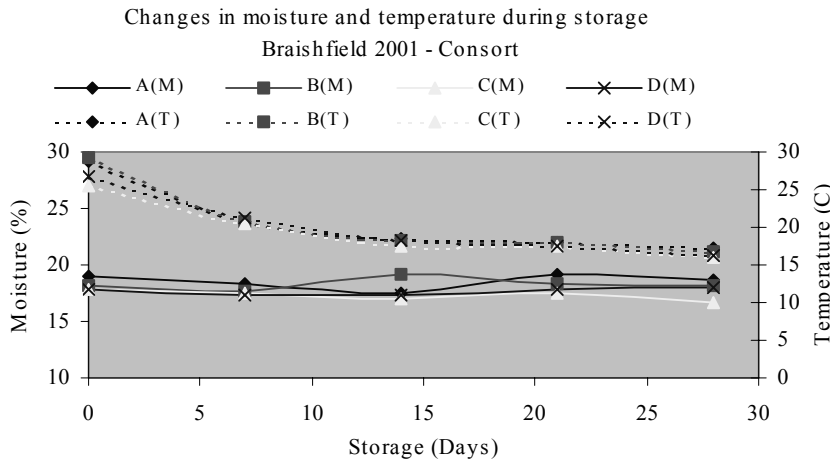 Changes in moisture and temperature during storage
Braishfield 2001 - Consort
A(M) B(M) C(M) D(M)
A(T) B(T) C(T) D(T)
30 30
25
25
20
20
15
15 10
5
10 0
0 5 10 15 20 25 30
Moisture (%)
Temperature (C)
Storage (Days)